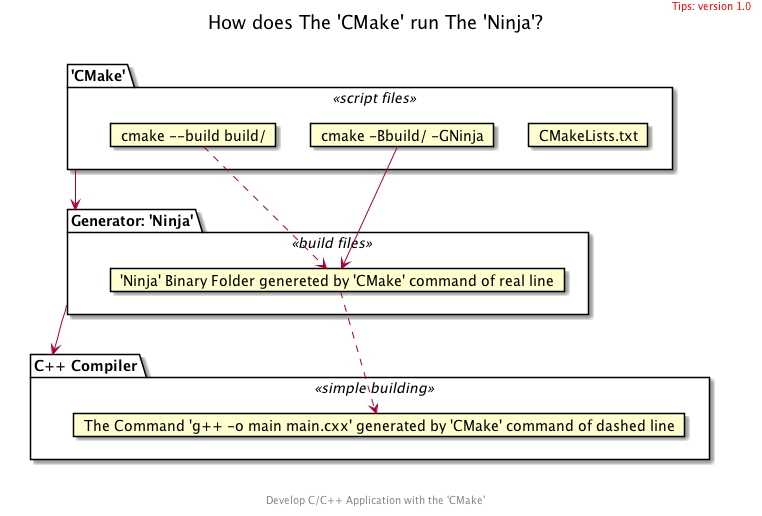 Tips: version 1.0
How does The 'CMake' run The 'Ninja'?
'CMake'
«script files»
cmake --build build/
cmake -Bbuild/ -GNinja
CMakeLists.txt
Generator: 'Ninja'
«build files»
'Ninja' Binary Folder genereted by 'CMake' command of real line
C++ Compiler
«simple building»
The Command 'g++ -o main main.cxx' generated by 'CMake' command of dashed line
Develop C/C++ Application with the 'CMake'